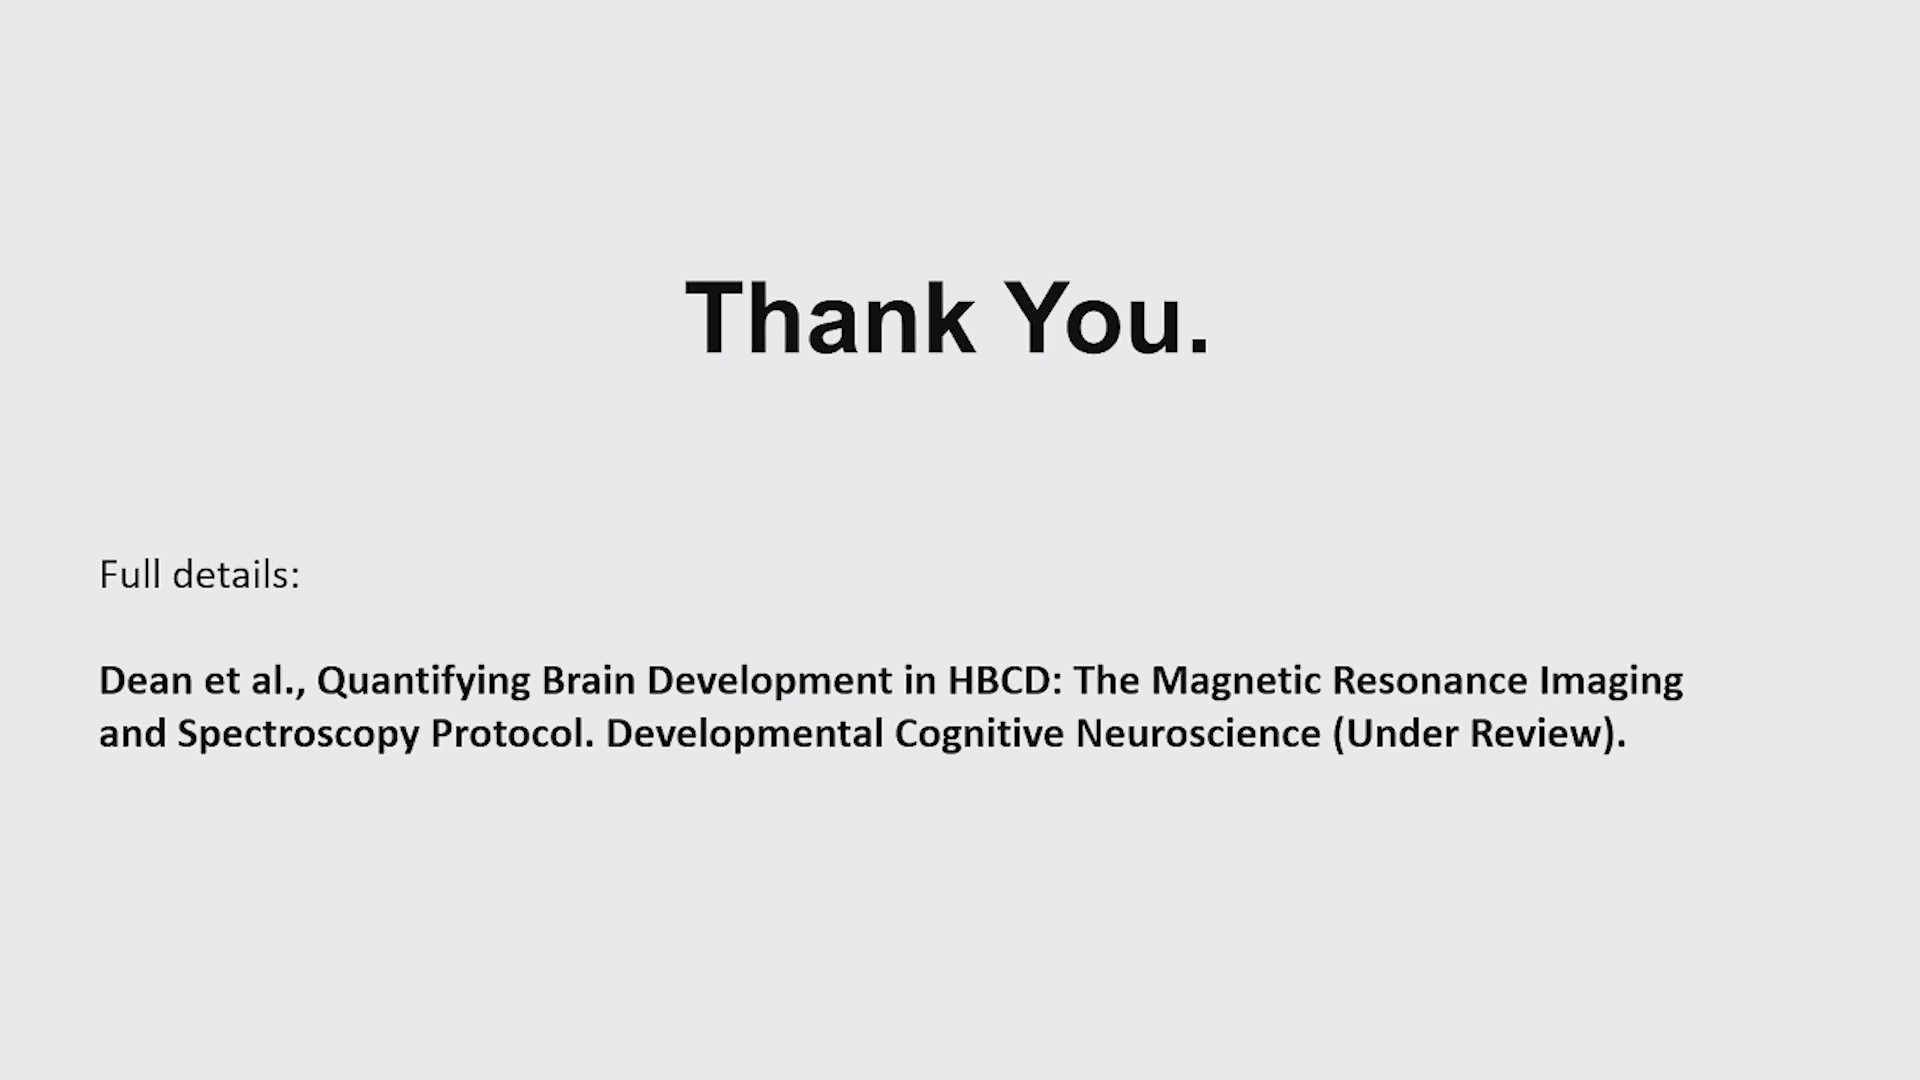 Thank You.
Full details:
Dean et al., Quantifying Brain Development in HBCD: The Magnetic Resonance Imaging
and Spectroscopy Protocol. Developmental Cognitive Neuroscience (Under Review).